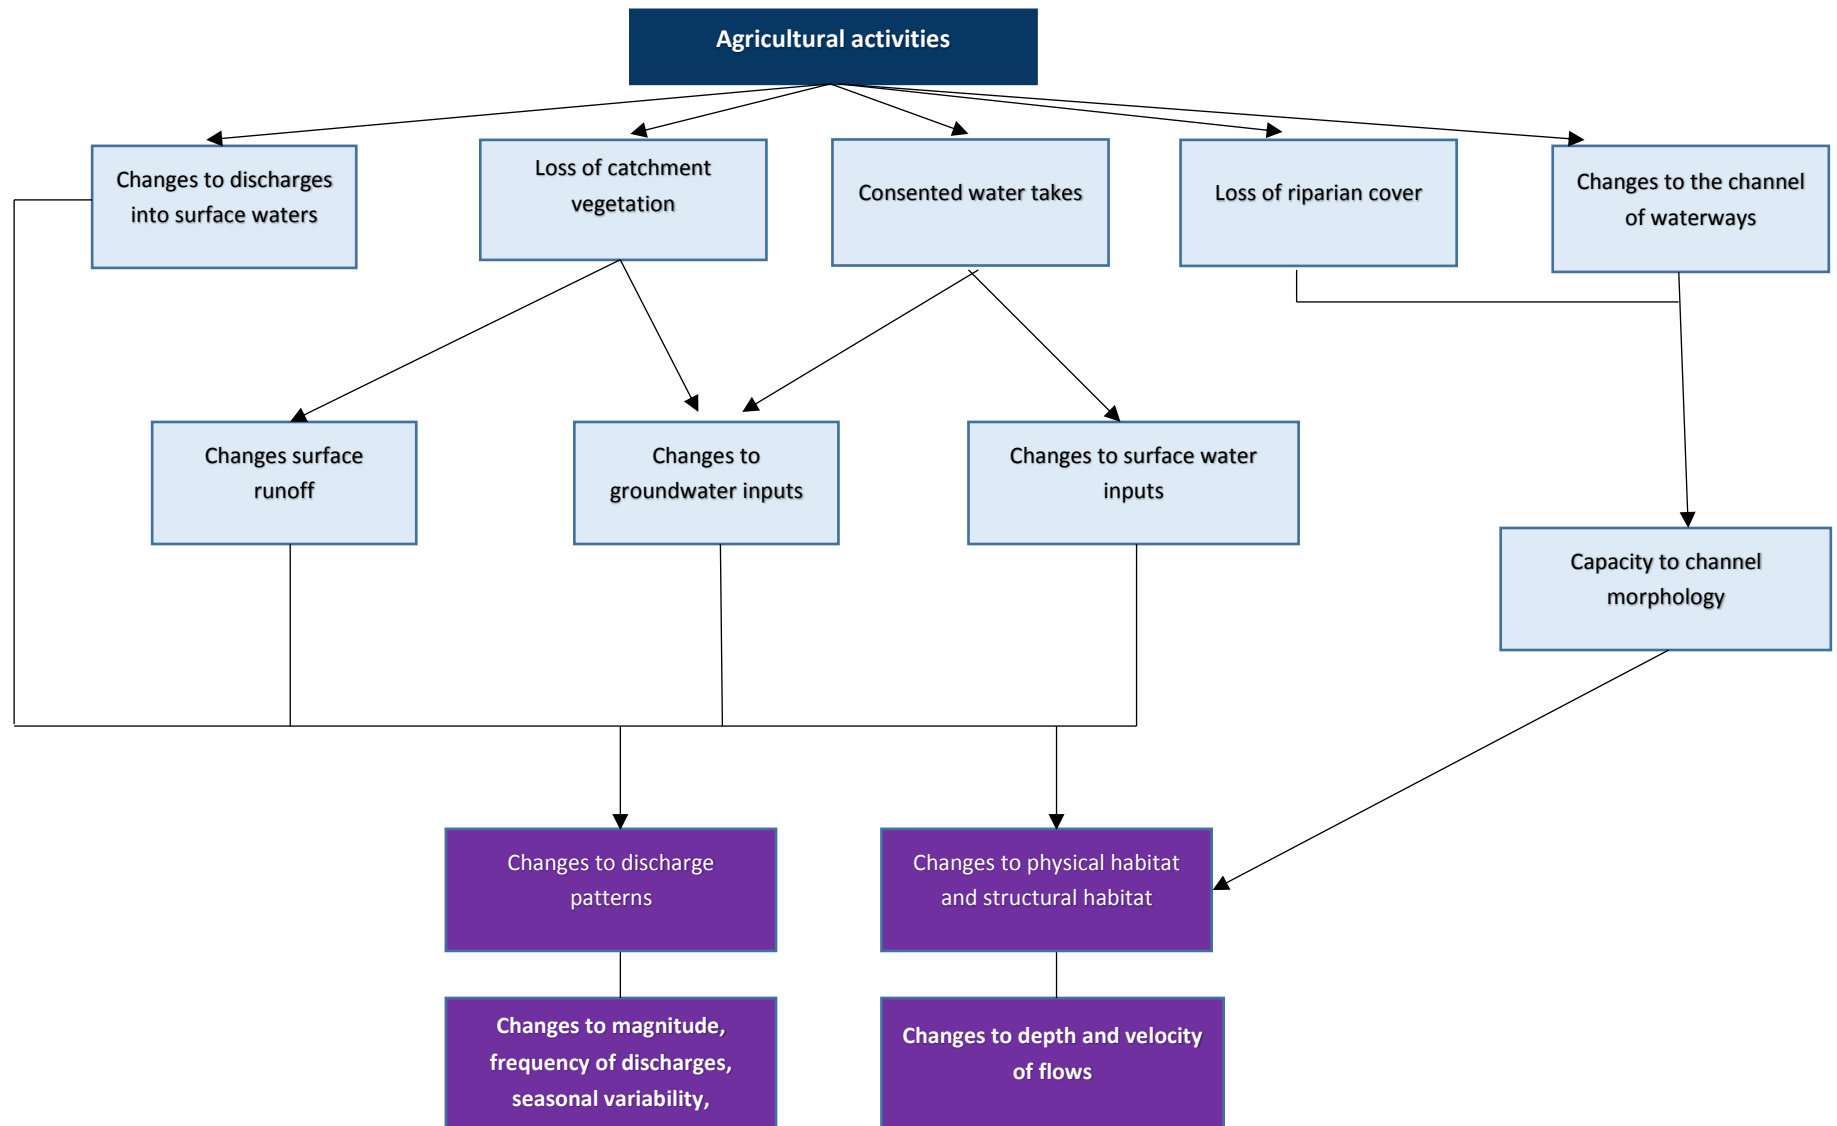 Agricultural activities
Changes to discharges
into surface waters
Loss of catchment
vegetation
Consented water takes
Loss of riparian cover
Changes to the channel
of waterways
Changes surface
runoff
Changes to
groundwater inputs
Changes to surface water
inputs
Capacity to channel
morphology
Changes to discharge
patterns
Changes to physical habitat
and structural habitat
Changes to magnitude,
frequency of discharges,
seasonal variability,
Changes to depth and velocity
of flows